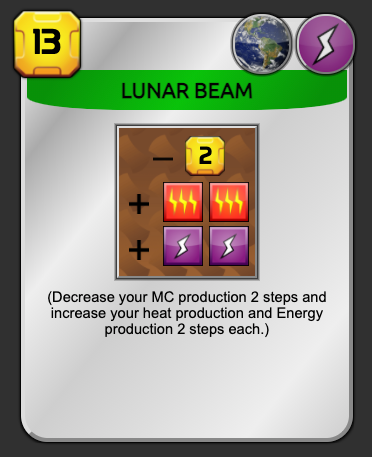 13
LUNAR BEAM
– 2
+
+
(Decrease your MC production 2 steps and
increase your heat production and Energy
production 2 steps each.)